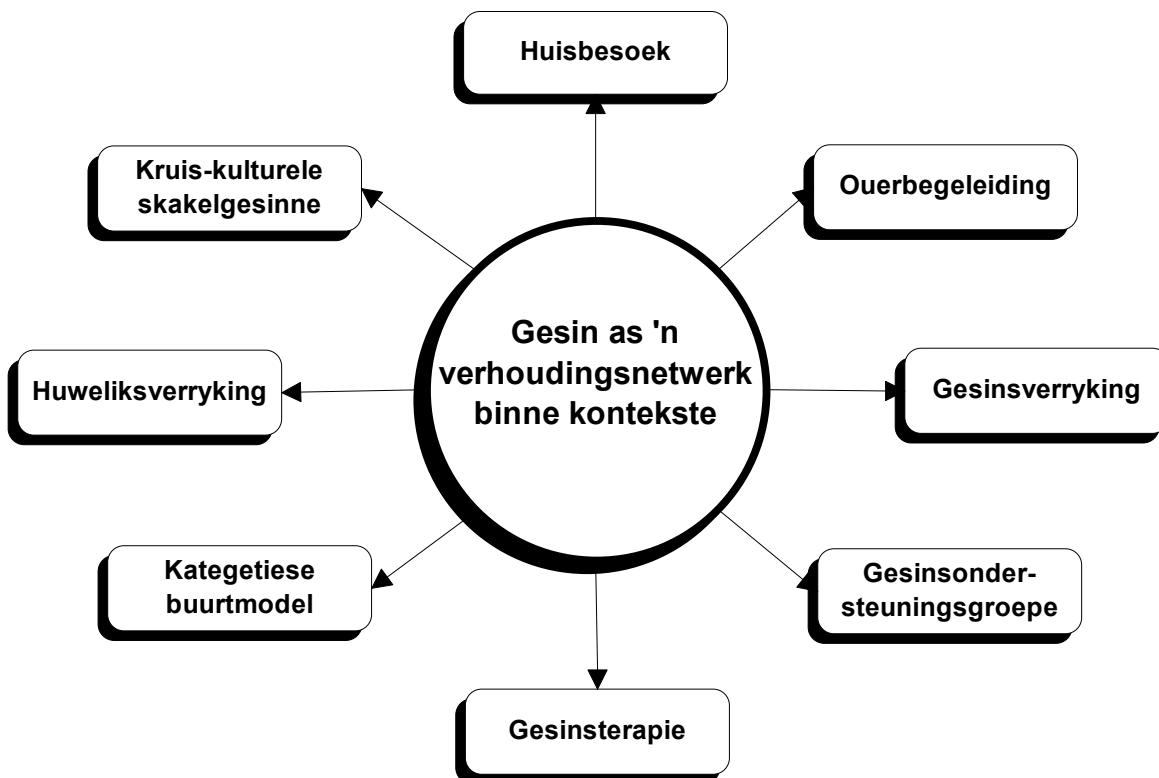 Huisbesoek
Kruis-kulturele
skakelgesinne
Ouerbegeleiding
Gesin as 'n
verhoudingsnetwerk
binne kontekste
Huweliksverryking
Gesinsverryking
Kategetiese
buurtmodel
Gesinsonder-
steuningsgroepe
Gesinsterapie